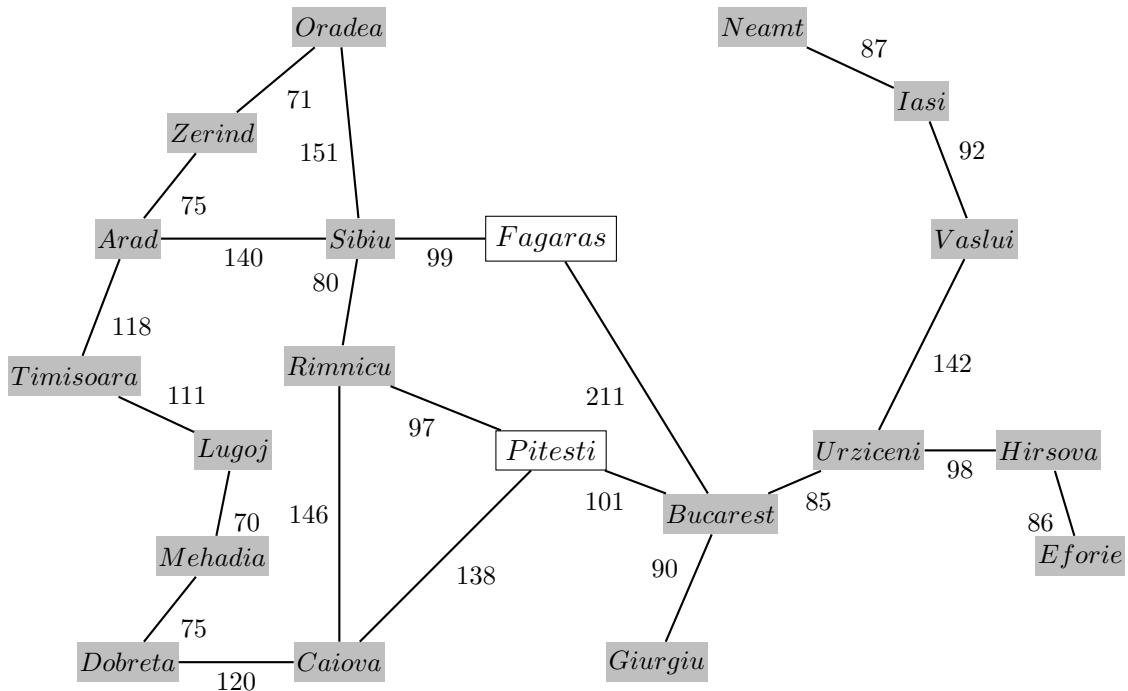 Oradea
Neamt
87
Iasi
71
Zerind
151
92
75
Arad
140
Sibiu
99
Fagaras
Vaslui
80
118
Timisoara
Rimnicu
142
111
211
97
Lugoj
Pitesti
Urziceni
98
Hirsova
101
Bucarest
85
146
70
86
Mehadia
Eforie
138
90
75
Dobreta
120
Caiova
Giurgiu